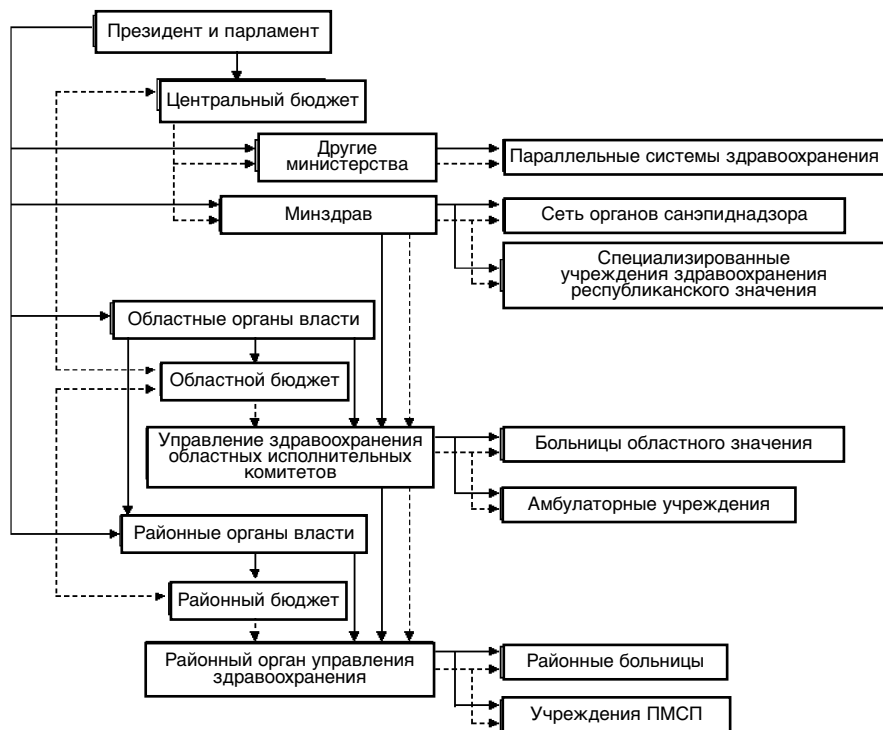 Президент и парламент
Центральный бюджет
Другие
министерства
Параллельные системы здравоохранения
Минздрав
Сеть органов санэпиднадзора
Специализированные
учреждения здравоохранения
республиканского значения
Областные органы власти
Областной бюджет
Управление здравоохранения
областных исполнительных
комитетов
Больницы областного значения
Амбулаторные учреждения
Районные органы власти
Районный бюджет
Районный орган управления
здравоохранения
Районные больницы
Учреждения ПМСП